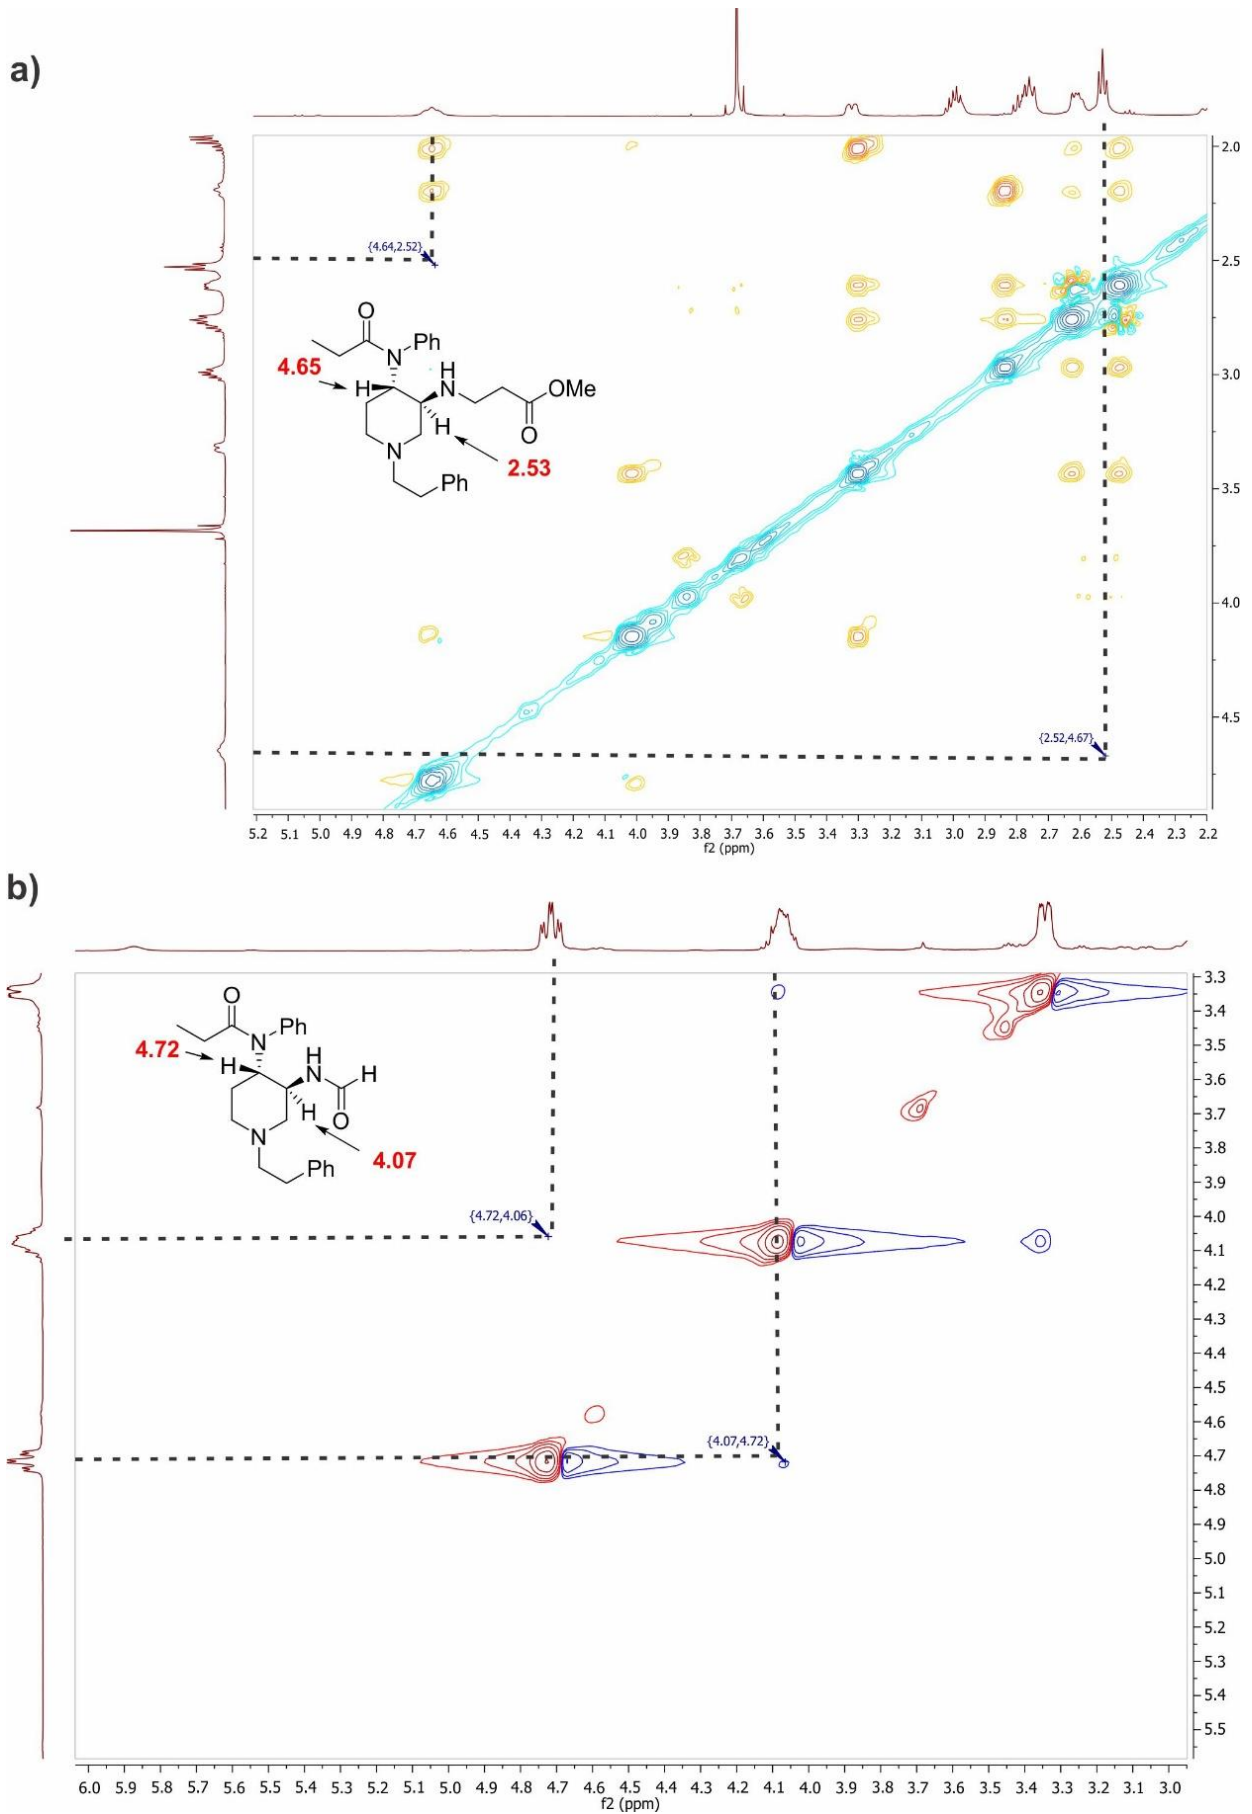 a)
{4.64,2.52}
O
N
Ph
4.65
H
H
N
OMe
O
H
2.53
N
Ph
{2.52,4.67}
2.0
2.5
3.0
3.5
4.0
4.5
5.2 5.1 5.0 4.9 4.8 4.7 4.6 4.5 4.4 4.3 4.2 4.1 4.0 3.9 3.8 3.7 3.6 3.5 3.4 3.3 3.2 3.1 3.0 2.9 2.8 2.7 2.6 2.5 2.4 2.3 2.2
f2 (ppm)
b)
O
N
Ph
4.72
H
H
N
H
O
H
4.07
N
Ph
{4.72,4.06}
{4.07,4.72}
3.3
3.4
3.5
3.6
3.7
3.8
3.9
4.0
4.1
4.2
4.3
4.4
4.5
4.6
4.7
4.8
4.9
5.0
5.1
5.2
5.3
5.4
5.5
6.0 5.9 5.8 5.7 5.6 5.5 5.4 5.3 5.2 5.1 5.0 4.9 4.8 4.7 4.6 4.5 4.4 4.3 4.2 4.1 4.0 3.9 3.8 3.7 3.6 3.5 3.4 3.3 3.2 3.1 3.0
f2 (ppm)